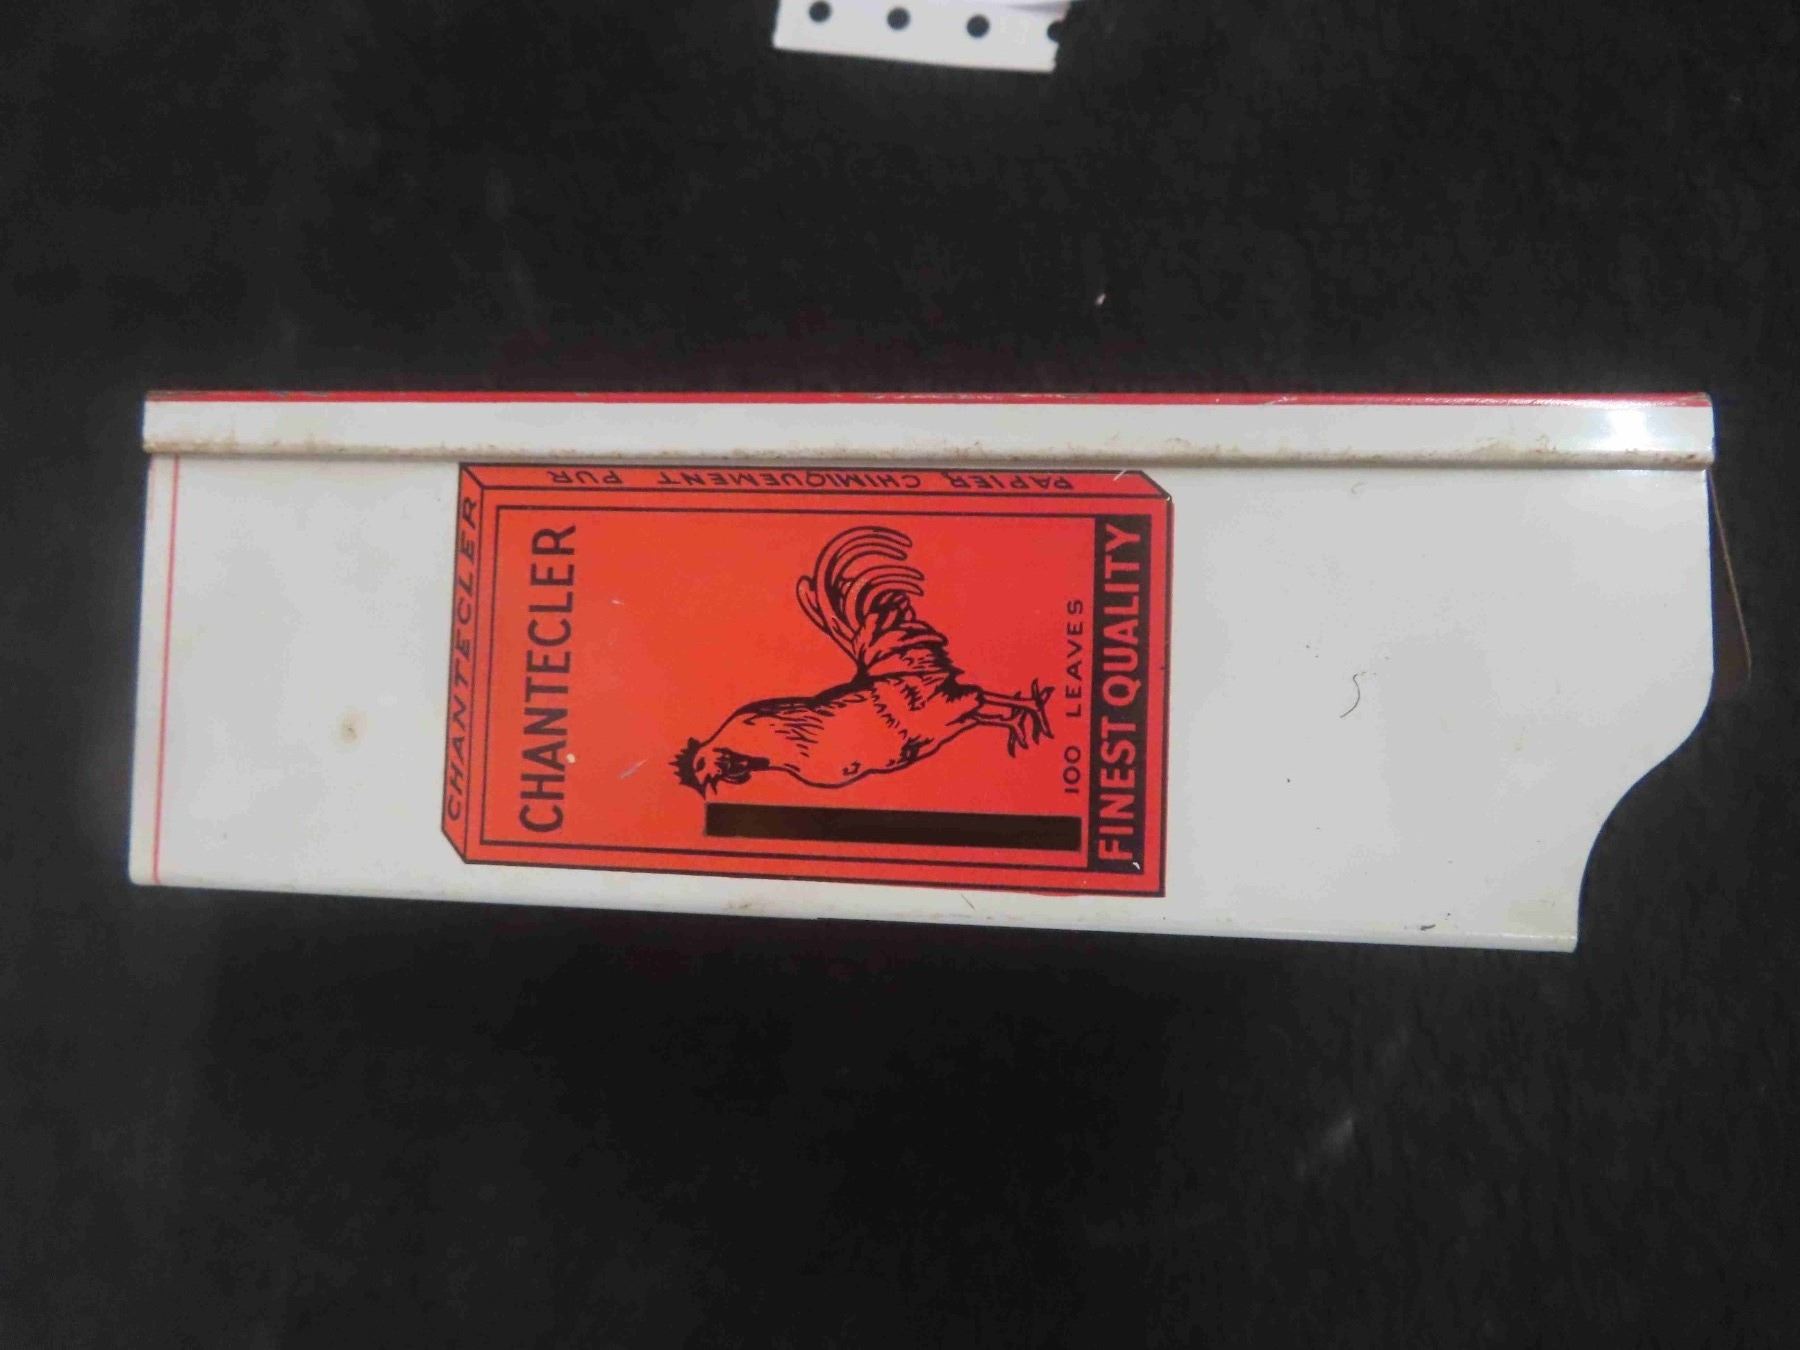 CHANTECLER
PAPIER CHIMIQUEMENT PUR
CHANTECLER
100 LEAVES
FINEST QUALITY